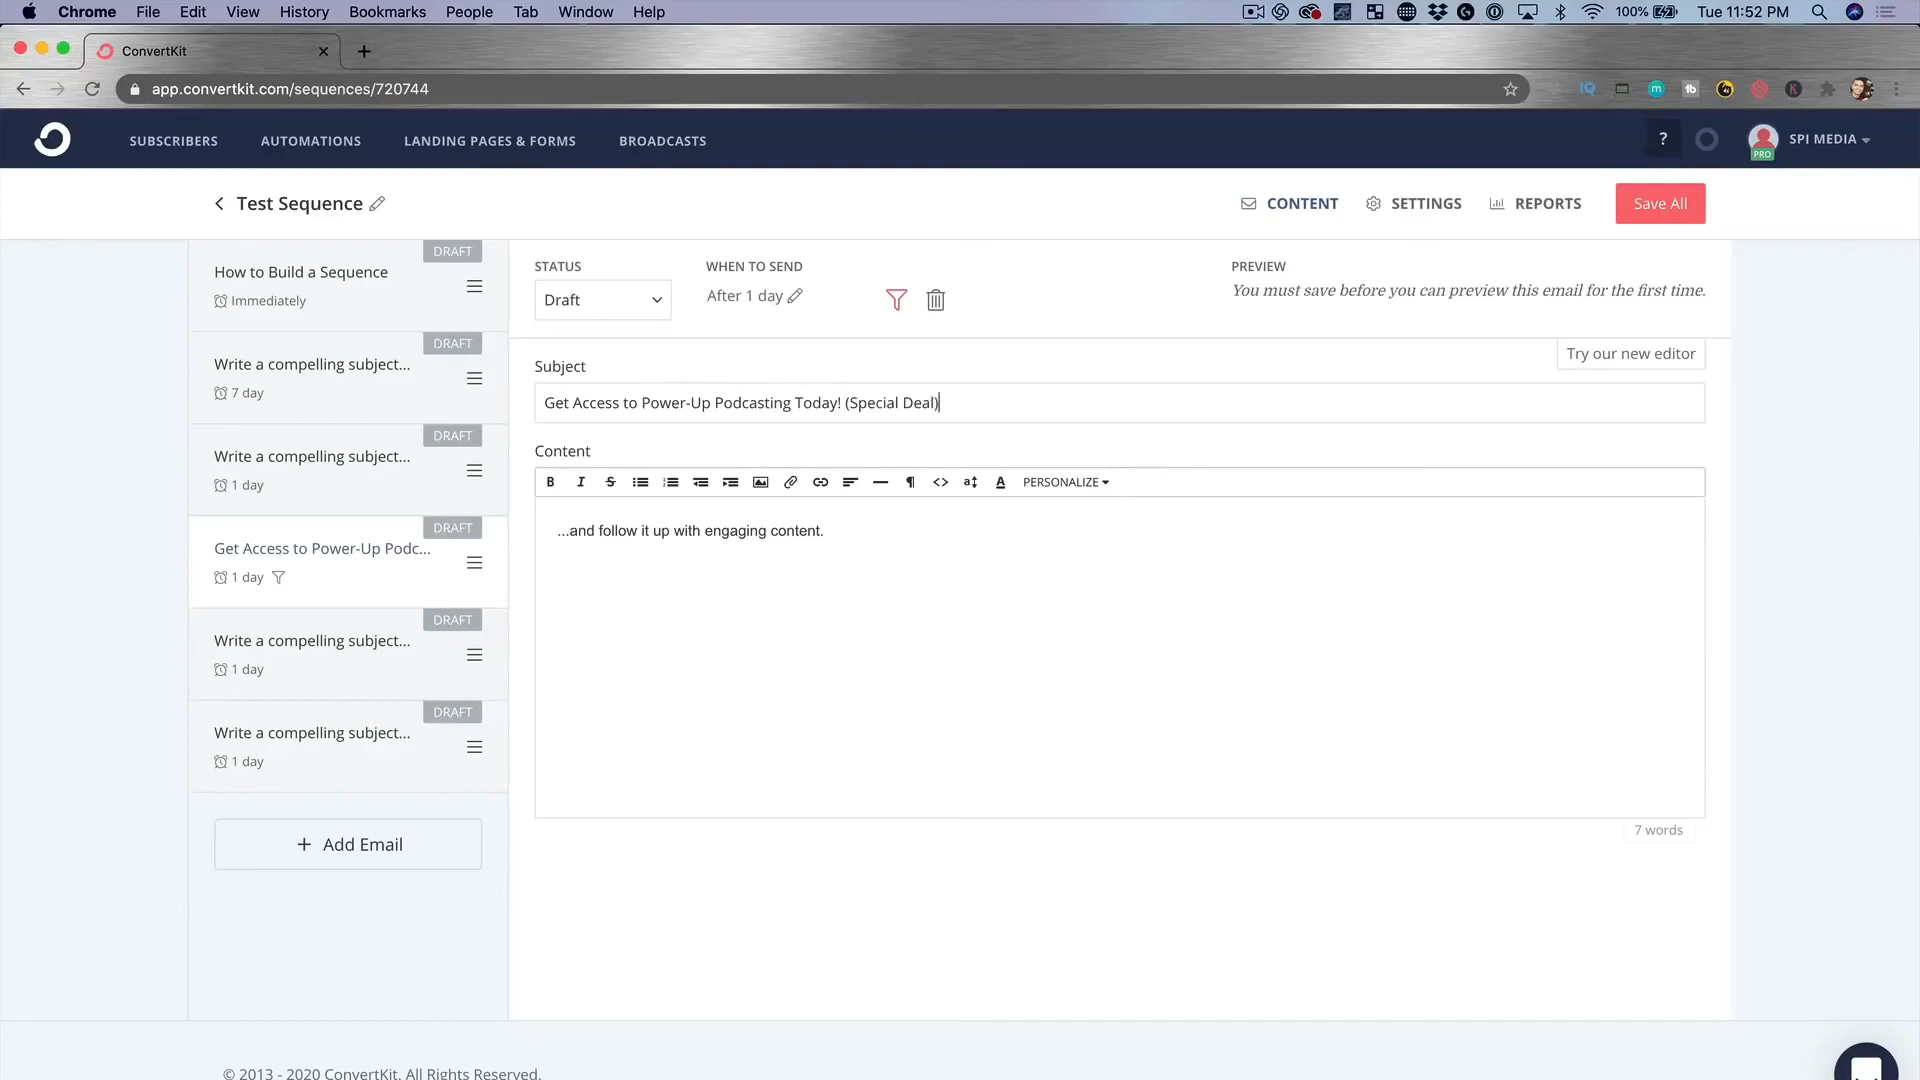 Chrome File Edit View History Bookmarks People Tab Window Help
100% Tue 11:52 PM
ConvertKit
app.convertkit.com/sequences/720744
SUBSCRIBERS AUTOMATIONS LANDING PAGES & FORMS BROADCASTS
? PRO SPI MEDIA
Test Sequence
CONTENT SETTINGS REPORTS Save All
DRAFT
How to Build a Sequence
Immediately
DRAFT
Write a compelling subject...
7 day
DRAFT
Write a compelling subject...
1 day
DRAFT
Get Access to Power-Up Podc...
1 day
DRAFT
Write a compelling subject...
1 day
DRAFT
Write a compelling subject...
1 day
+ Add Email
STATUS
Draft
WHEN TO SEND
After 1 day
PREVIEW
You must save before you can preview this email for the first time.
Try our new editor
Subject
Get Access to Power-Up Podcasting Today! (Special Deal)
Content
PERSONALIZE
...and follow it up with engaging content.
7 words
© 2013 - 2020 ConvertKit. All Rights Reserved.